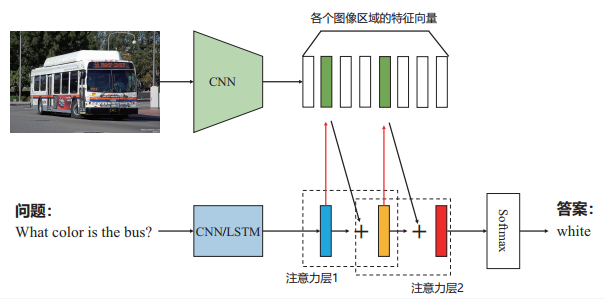 各个图像区域的特征向量
CNN
问题：
What color is the bus?
CNN/LSTM
+
+
Softmax
答案：
white
注意力层1
注意力层2